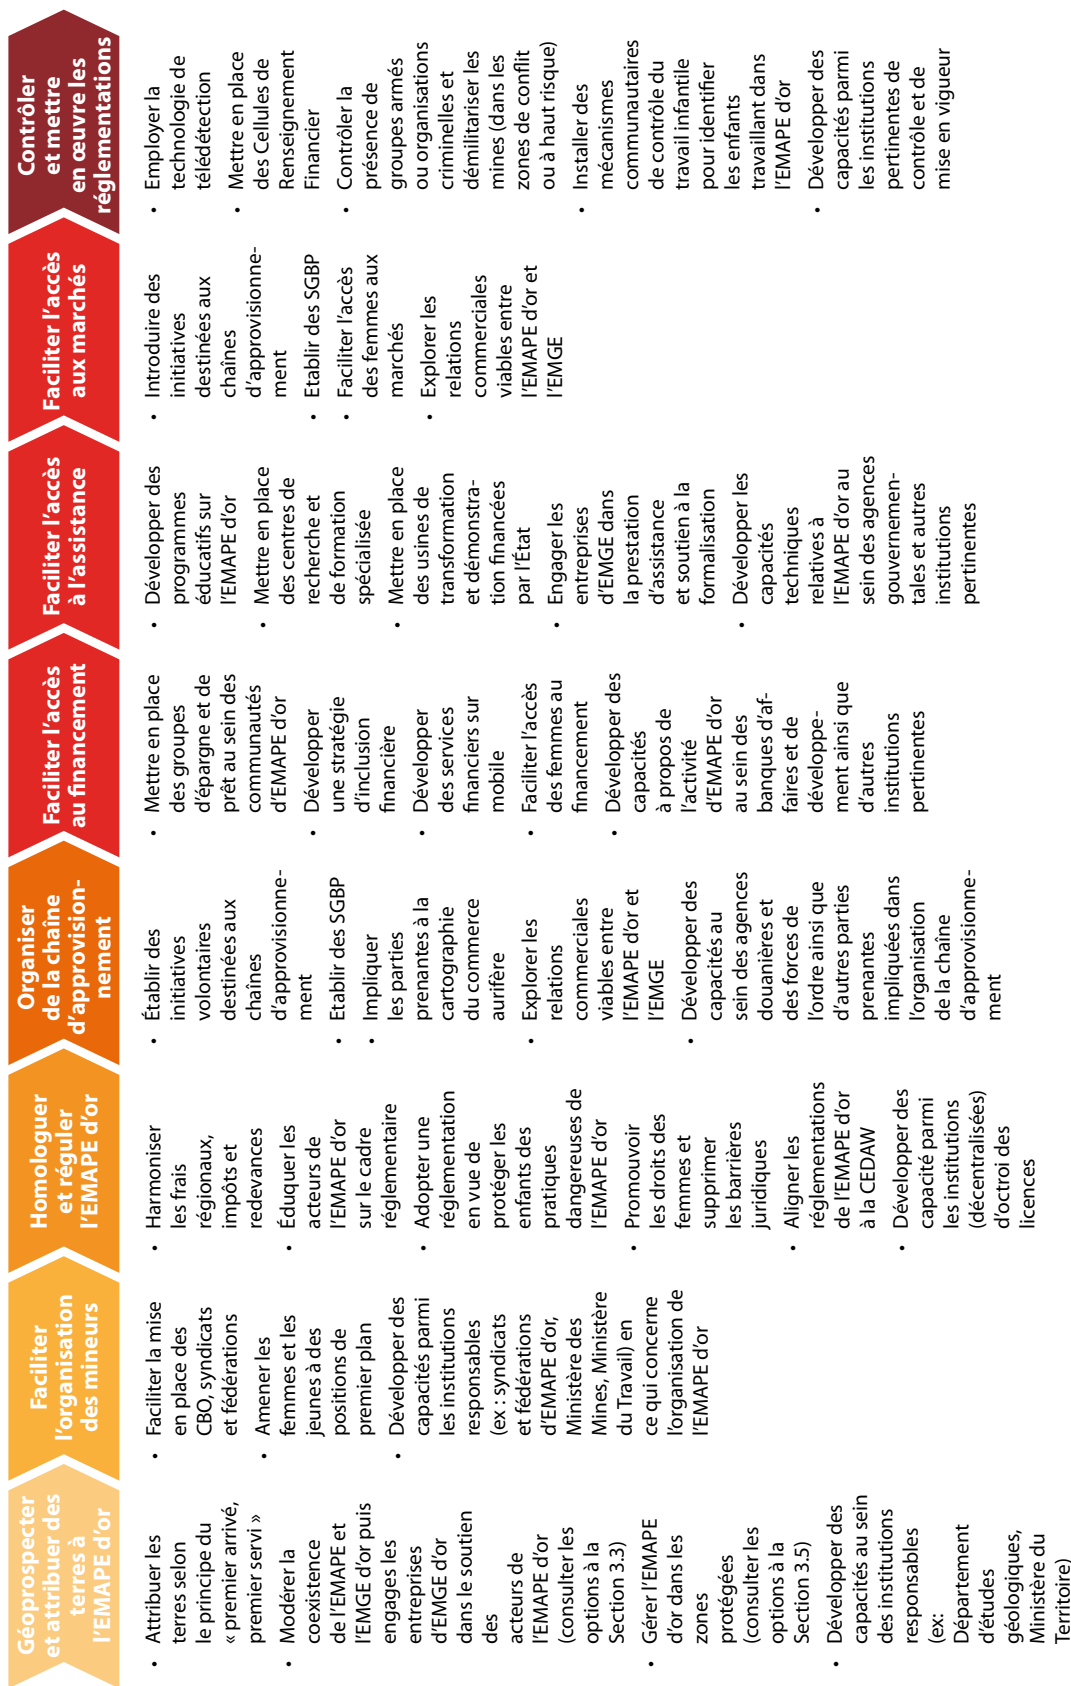 Géoprospecter
et attribuer des
terres à
l’EMAPE d’or
• Attribuer les
terres selon
le principe du
« premier arrivé,
premier servi »
• Modérer la
coexistence
de l’EMAPE et
l’EMGE d’or puis
engages les
entreprises
d’EMGE d’or
dans le soutien
des
acteurs de
l’EMAPE d’or
(consulter les
options à la
Section 3.3)
• Gérer l’EMAPE
d’or dans les
zones
protégées
(consulter les
options à la
Section 3.5)
• Développer des
capacités au sein
des institutions
responsables
(ex:
Département
d’études
géologiques,
Ministère du
Territoire)
Faciliter
l’organisation
des mineurs
• Faciliter la mise
en place des
CBO, syndicats
et fédérations
• Amener les
femmes et les
jeunes à des
positions de
premier plan
• Développer des
capacités parmi
les institutions
responsables
(ex : syndicats
et fédérations
d’EMAPE d’or,
Ministère des
Mines, Ministère
du Travail) en
ce qui concerne
l’organisation de
l’EMAPE d’or
Homologuer
et réguler
l’EMAPE d’or
• Harmoniser
les frais
régionaux,
impôts et
redevances
• Éduquer les
acteurs de
l’EMAPE d’or
sur le cadre
réglementaire
• Adopter une
réglementation
en vue de
protéger les
enfants des
pratiques
dangereuses de
l’EMAPE d’or
• Promouvoir
les droits des
femmes et
supprimer
les barrières
juridiques
• Aligner les
réglementations
de l’EMAPE d’or
à la CEDAW
• Développer des
capacité parmi
les institutions
(décentralisées)
d’octroi des
licences
Organiser
de la chaîne
d’approvision-
nement
• Établir des
initiatives
volontaires
destinées aux
chaînes
d’approvisionne-
ment
• Etablir des SGBP
• Impliquer
les parties
prenantes à la
cartographie
du commerce
aurifère
• Explorer les
relations
commerciales
viables entre
l’EMAPE d’or et
l’EMGE
• Développer des
capacités au
sein des agences
douanières et
des forces de
l’ordre ainsi que
d’autres parties
prenantes
impliquées dans
l’organisation
de la chaîne
d’approvisionne-
ment
Faciliter l’accès
au financement
• Mettre en place
des groupes
d’épargne et de
prêt au sein des
communautés
d’EMAPE d’or
• Développer
une stratégie
d’inclusion
financière
• Développer
des services
financiers sur
mobile
• Faciliter l’accès
des femmes au
financement
• Développer des
capacités
à propos de
l’activité
d’EMAPE d’or
au sein des
banques d’af-
faires et de
développe-
ment ainsi que
d’autres
institutions
pertinentes
Faciliter l’accès
à l’assistance
• Développer des
programmes
éducatifs sur
l’EMAPE d’or
• Mettre en place
des centres de
recherche et
de formation
spécialisée
• Mettre en place
des usines de
transformation
et démonstra-
tion financées
par l’État
• Engager les
entreprises
d’EMGE dans
la prestation
d’assistance
et soutien à la
formalisation
• Développer les
capacités
techniques
relatives à
l’EMAPE d’or au
sein des agences
gouvernemen-
tales et autres
institutions
pertinentes
Faciliter l’accès
aux marchés
• Introduire des
initiatives
destinées aux
chaînes
d’approvisionne-
ment
• Etablir des SGBP
• Faciliter l’accès
des femmes aux
marchés
• Explorer les
relations
commerciales
viables entre
l’EMAPE d’or et
l’EMGE
Contrôler
et mettre
en œuvre les
réglementations
• Employer la
technologie de
télédétection
• Mettre en place
des Cellules de
Renseignement
Financier
• Contrôler la
présence de
groupes armés
ou organisations
criminelles et
démilitariser les
mines (dans les
zones de conflit
ou à haut risque)
• Installer des
mécanismes
communautaires
de contrôle du
travail infantile
pour identifier
les enfants
travaillant dans
l’EMAPE d’or
• Développer des
capacités parmi
les institutions
pertinentes de
contrôle et de
mise en vigueur